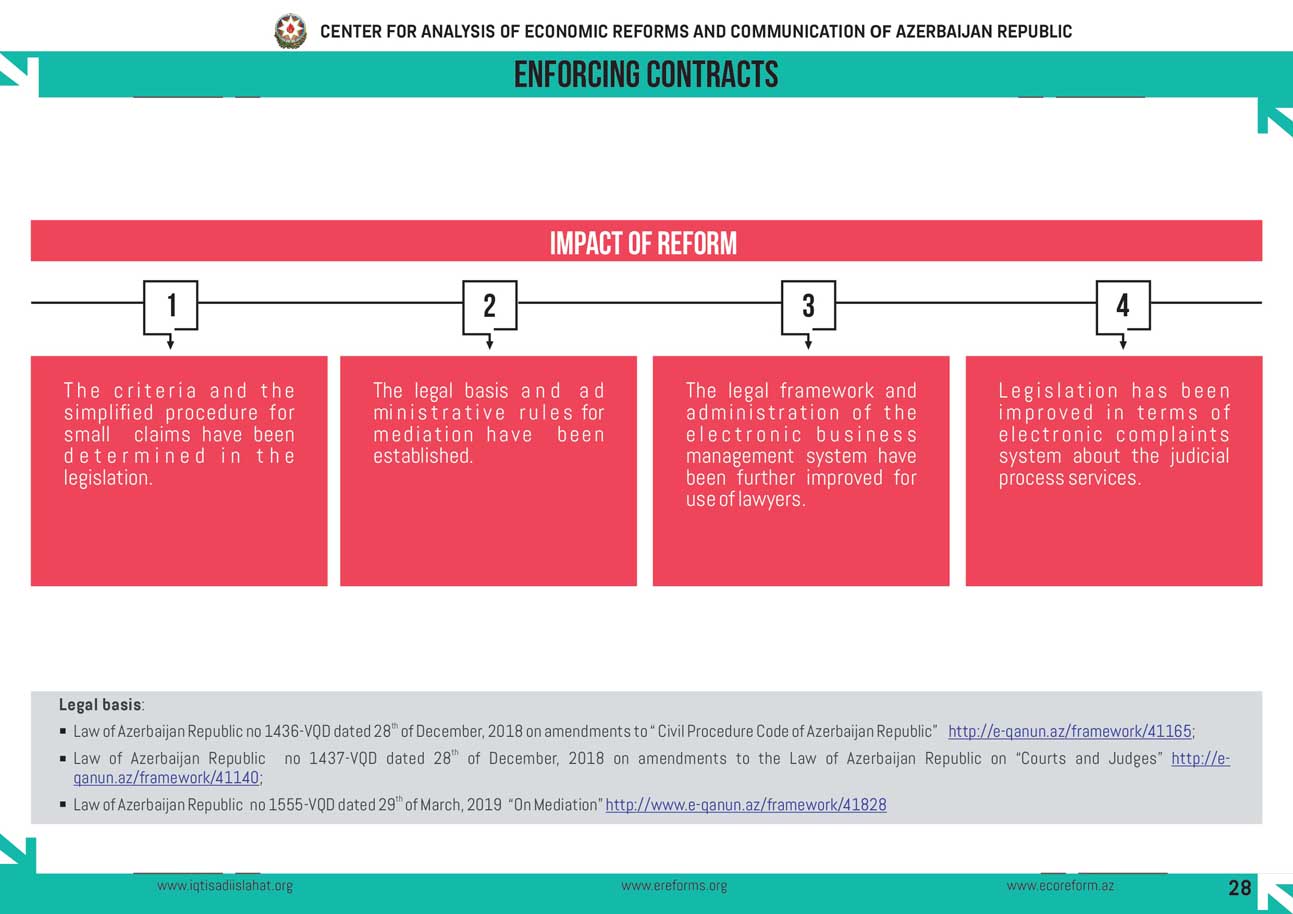 CENTER FOR ANALYSIS OF ECONOMIC REFORMS AND COMMUNICATION OF AZERBAIJAN REPUBLIC
ENFORCING CONTRACTS
IMPACT OF REFORM
1
2
3
4
The criteria and the
simplified procedure for
small claims have been
determined in the
legislation.
The legal basis and ad
ministrative rules for
mediation have been
established.
The legal framework and
administration of the
electronic business
management system have
been further improved for
use of lawyers.
Legislation has been
improved in terms of
electronic complaints
system about the judicial
process services.
Legal basis:
▪ Law of Azerbaijan Republic no 1436-VQD dated 28th of December, 2018 on amendments to “ Civil Procedure Code of Azerbaijan Republic” http://e-qanun.az/framework/41165;
▪ Law of Azerbaijan Republic no 1437-VQD dated 28th of December, 2018 on amendments to the Law of Azerbaijan Republic on “Courts and Judges” http://e-
qanun.az/framework/41140;
▪ Law of Azerbaijan Republic no 1555-VQD dated 29th of March, 2019 “On Mediation” http://www.e-qanun.az/framework/41828
www.iqtisadiislahat.org
www.ereforms.org
www.ecoreform.az
28